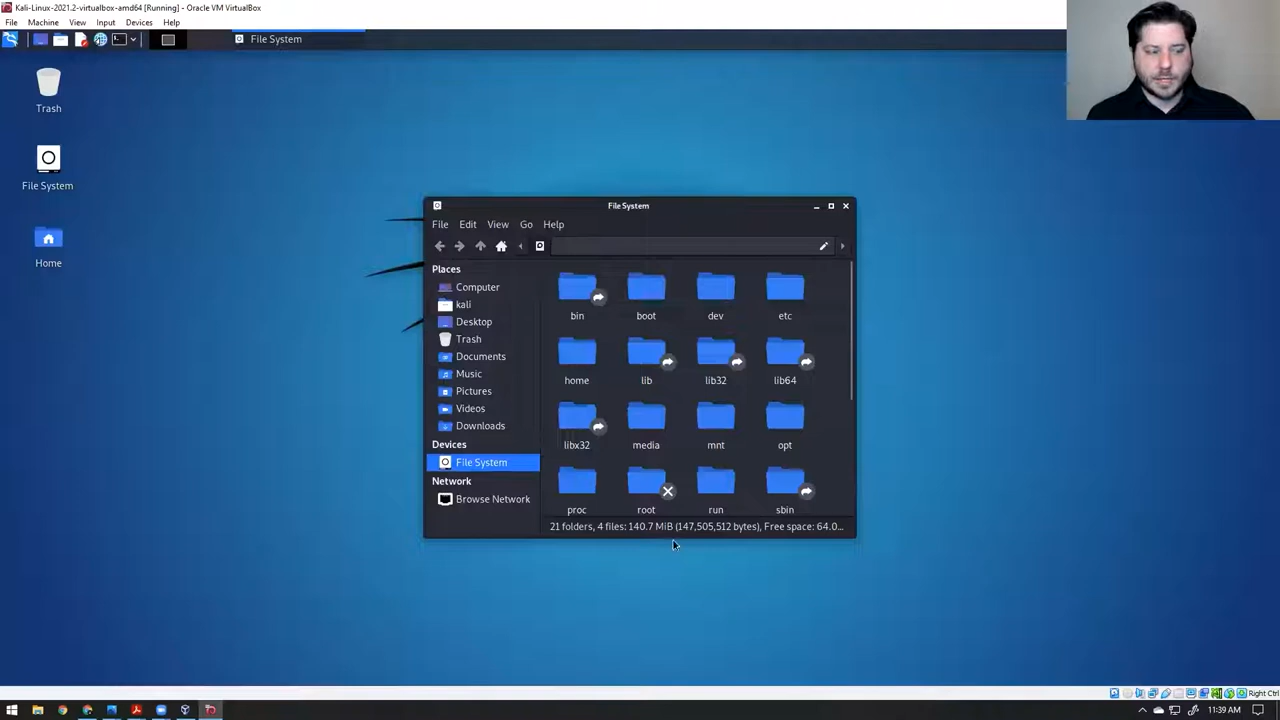 Kali-Linux-2021.2-virtualbox-amd64 [Running] - Oracle VM VirtualBox
File Machine View Input Devices Help
File System
Trash
File System
Home
File System
File Edit View Go Help
Places
Computer
kali
Desktop
Trash
Documents
Music
Pictures
Videos
Downloads
Devices
File System
Network
Browse Network
bin boot dev etc
home lib lib32 lib64
libx32 media mnt opt
proc root run sbin
21 folders, 4 files: 140.7 MiB (147,505,512 bytes), Free space: 64.0...
Right Ctrl
11:39 AM